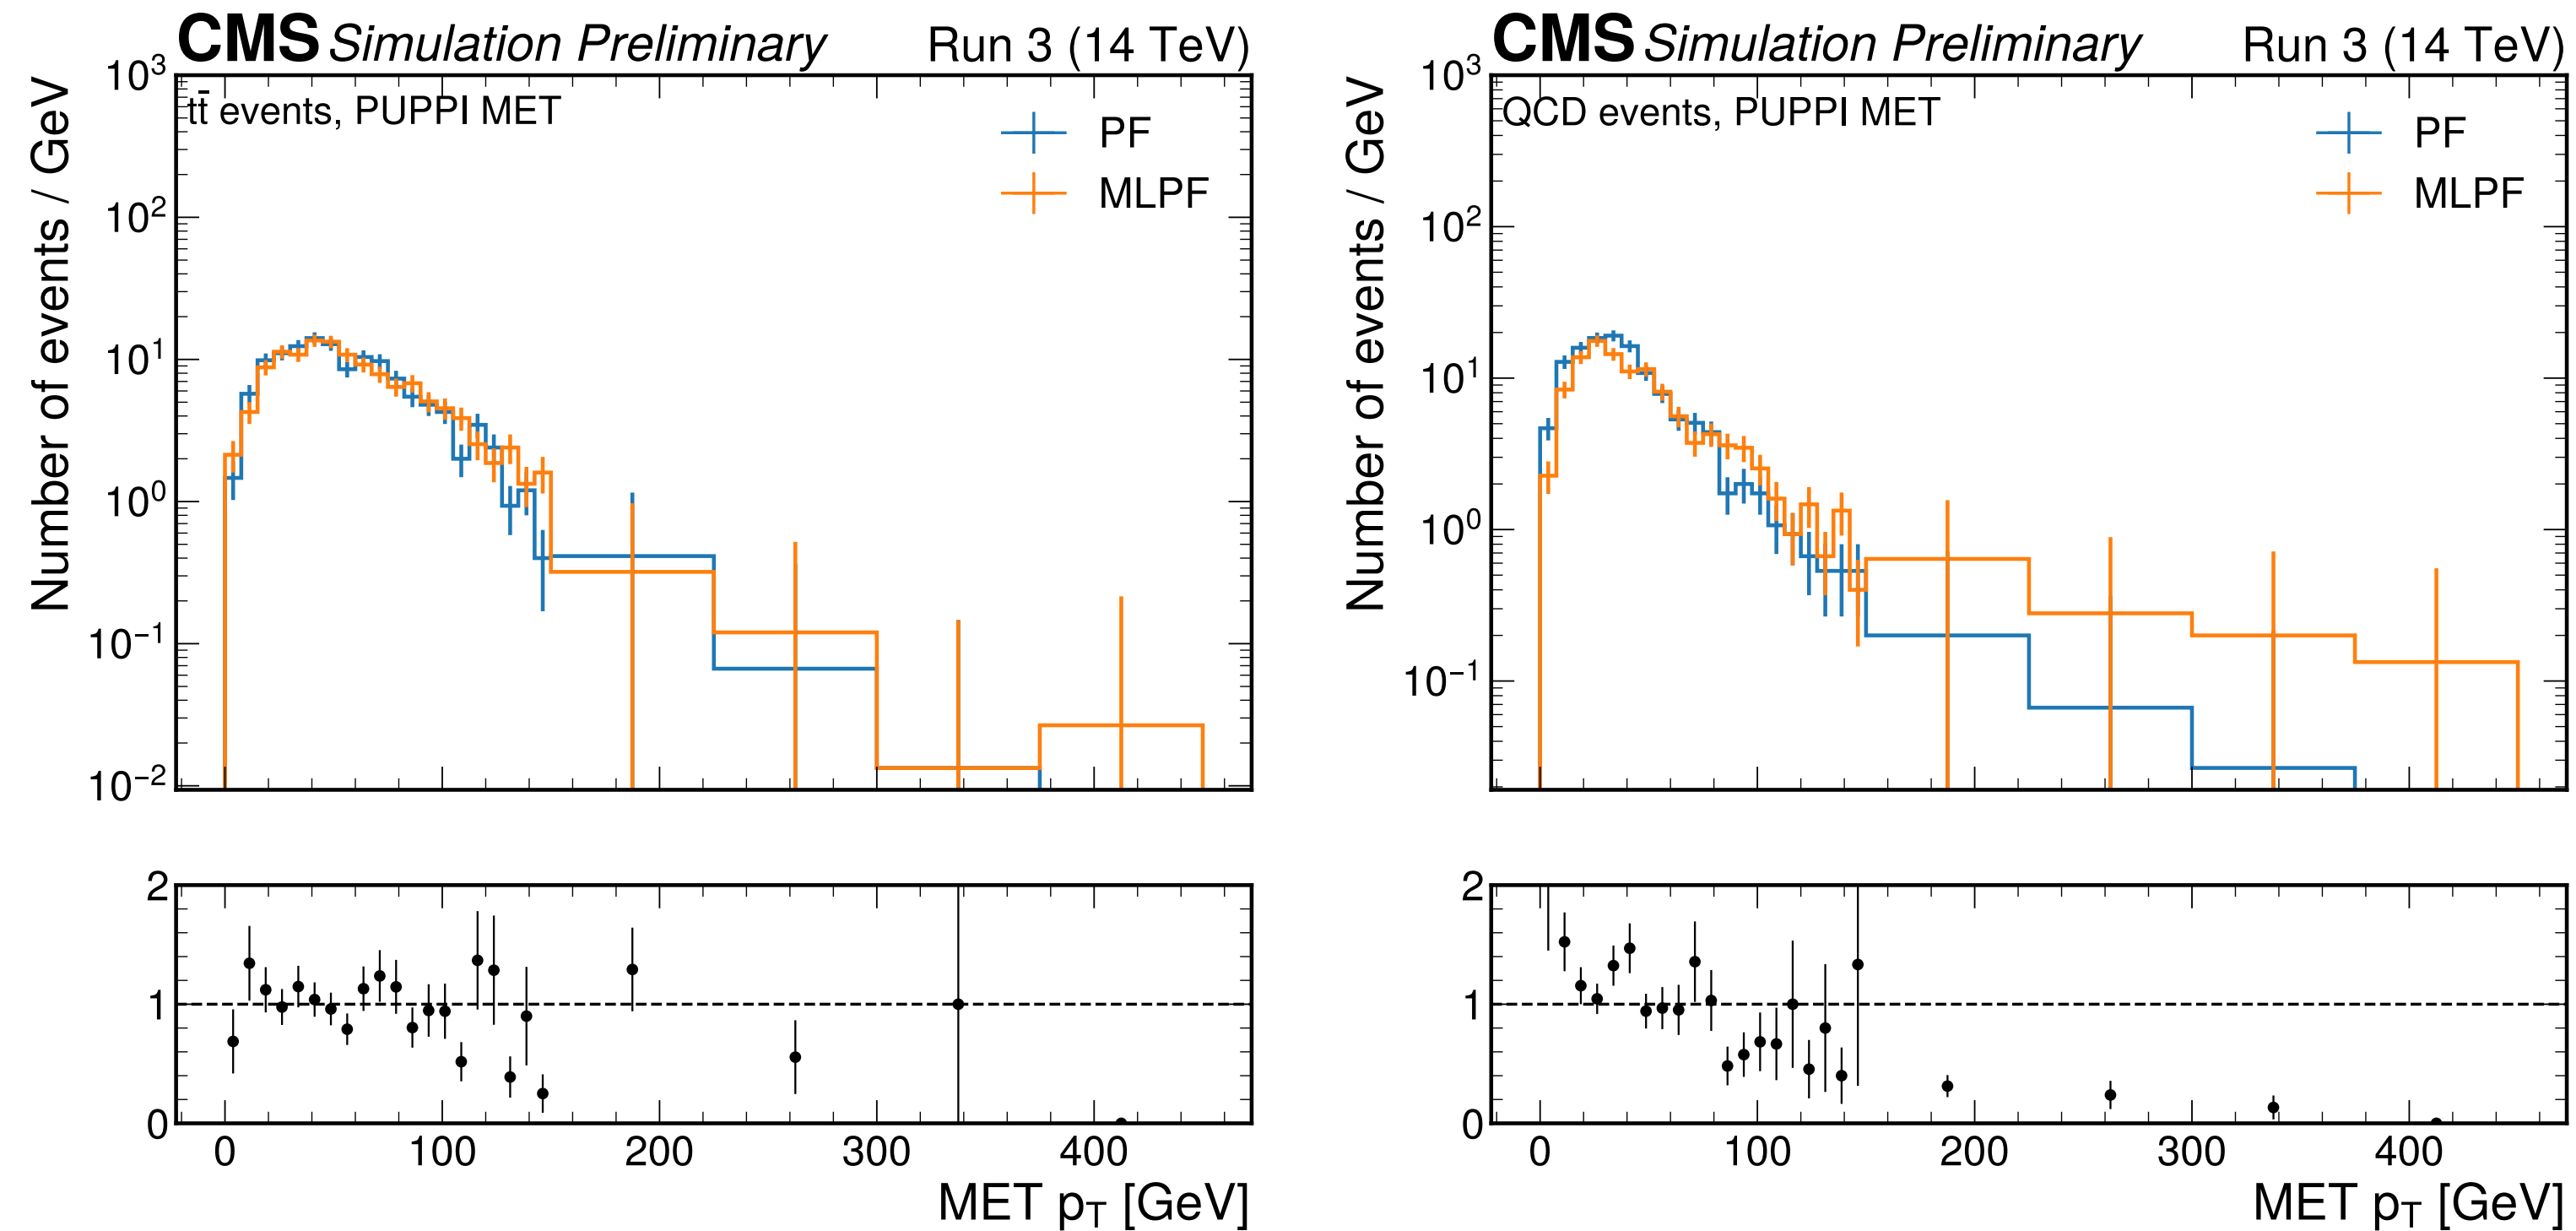 CMS Simulation Preliminary Run 3 (14 TeV)
tt̄ events, PUPPI MET
PF
MLPF
Number of events / GeV
10³
10²
10¹
10⁰
10⁻¹
10⁻²
2
1
0
0 100 200 300 400
MET p_T [GeV]
CMS Simulation Preliminary Run 3 (14 TeV)
QCD events, PUPPI MET
PF
MLPF
Number of events / GeV
10³
10²
10¹
10⁰
10⁻¹
2
1
0
0 100 200 300 400
MET p_T [GeV]